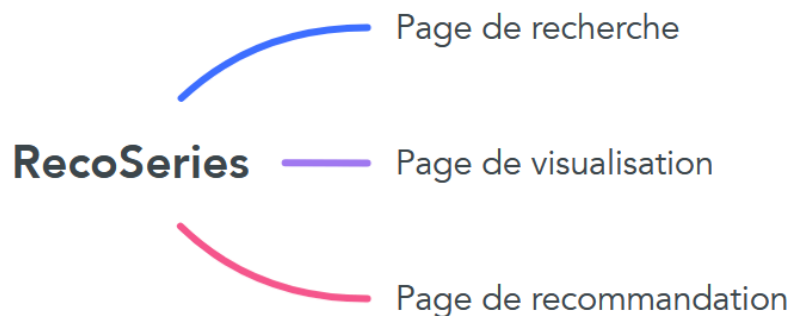 Page de recherche
RecoSeries
Page de visualisation
Page de recommandation